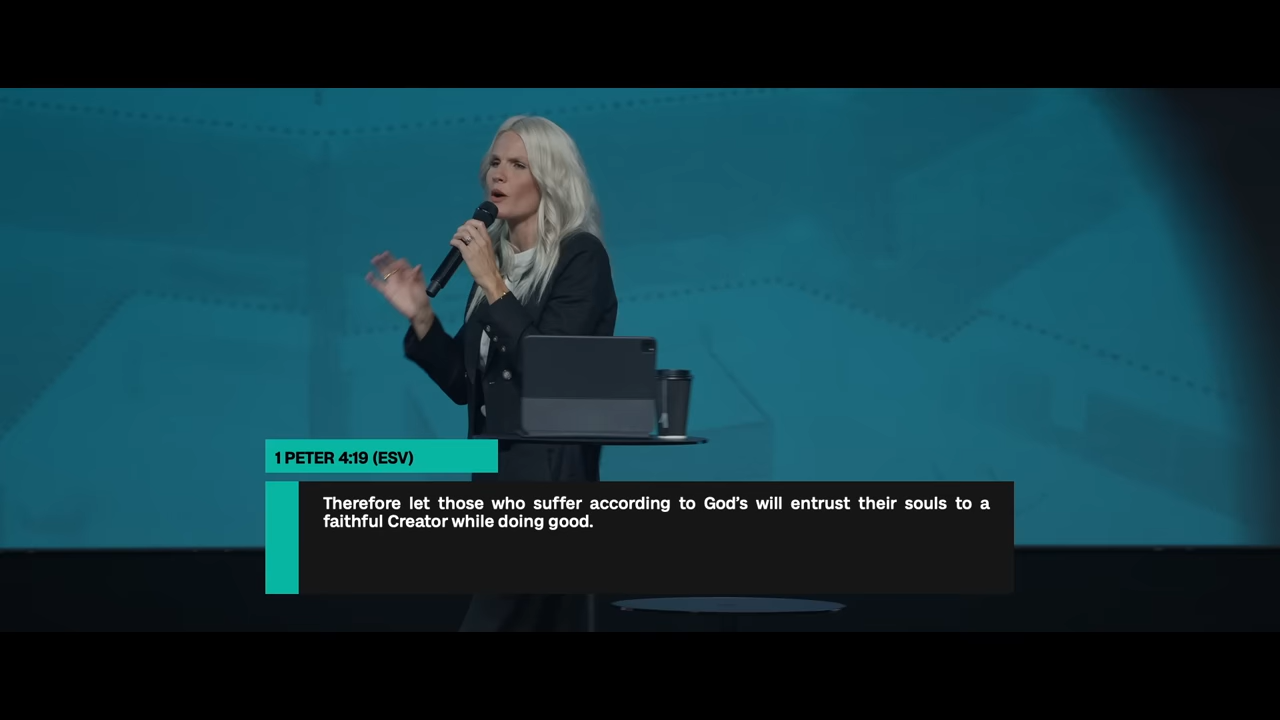 1 PETER 4:19 (ESV)
Therefore let those who suffer according to God's will entrust their souls to a
faithful Creator while doing good.